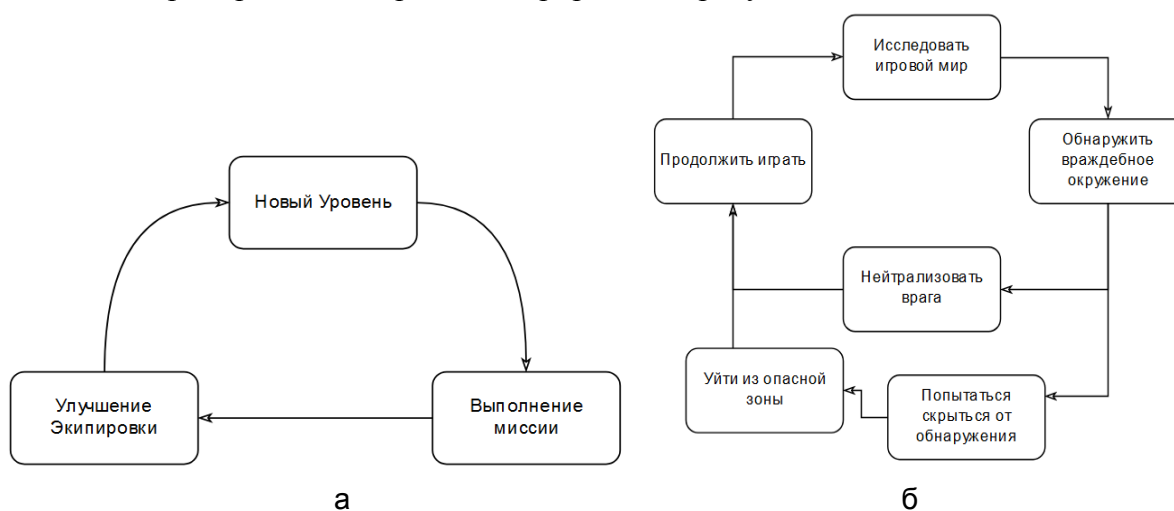 Исследовать
игровой мир
Продолжить играть
Обнаружить
враждебное
окружение
Новый Уровень
Нейтрализовать
врага
Уйти из опасной
зоны
Попытаться
скрыться от
обнаружения
Улучшение
Экипировки
Выполнение
миссии
а
б